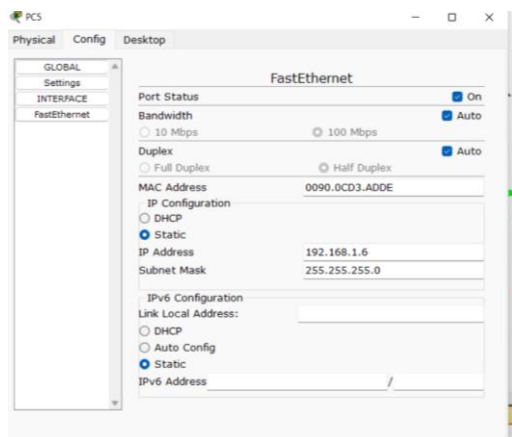 PC5
Physical Config Desktop
GLOBAL
Settings
INTERFACE
FastEthernet
FastEthernet
Port Status On
Bandwidth Auto
10 Mbps 100 Mbps
Duplex Auto
Full Duplex Half Duplex
MAC Address 0090.0CD3.ADDE
IP Configuration
DHCP
Static
IP Address 192.168.1.6
Subnet Mask 255.255.255.0
IPv6 Configuration
Link Local Address:
DHCP
Auto Config
Static
IPv6 Address /